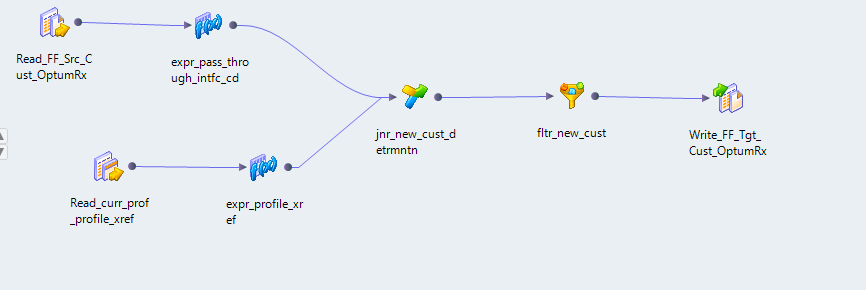 Read_FF_Src_C
ust_OptumRx
expr_pass_thro
ugh_intfc_cd
jnr_new_cust_d
etrmntn
fltr_new_cust
Write_FF_Tgt_
Cust_OptumRx
Read_curr_prof
_profile_xref
expr_profile_xr
ef